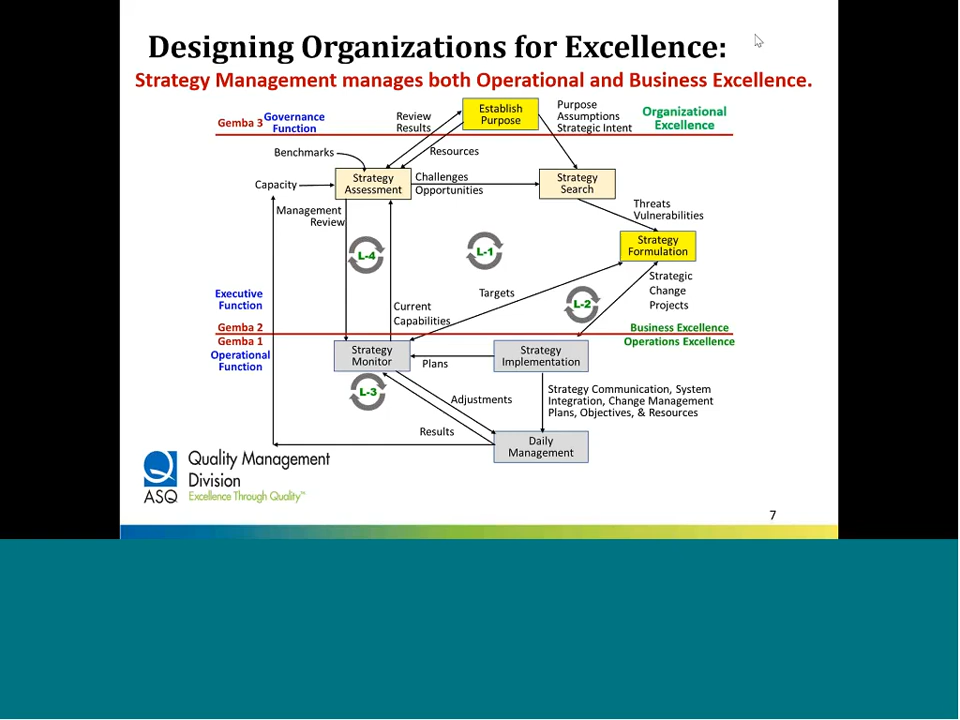 Designing Organizations for Excellence:
Strategy Management manages both Operational and Business Excellence.
Gemba 3
Governance
Function
Review
Results
Establish
Purpose
Purpose
Assumptions
Strategic Intent
Organizational
Excellence
Benchmarks
Resources
Capacity
Strategy
Assessment
Challenges
Opportunities
Strategy
Search
Management
Review
Threats
Vulnerabilities
Strategy
Formulation
L-4
L-1
Strategic
Change
Projects
Targets
L-2
Executive
Function
Current
Capabilities
Gemba 2
Business Excellence
Gemba 1
Operations Excellence
Operational
Function
Strategy
Monitor
Plans
Strategy
Implementation
L-3
Adjustments
Strategy Communication, System
Integration, Change Management
Plans, Objectives, & Resources
Results
Daily
Management
ASQ
Quality Management
Division
Excellence Through Quality™
7